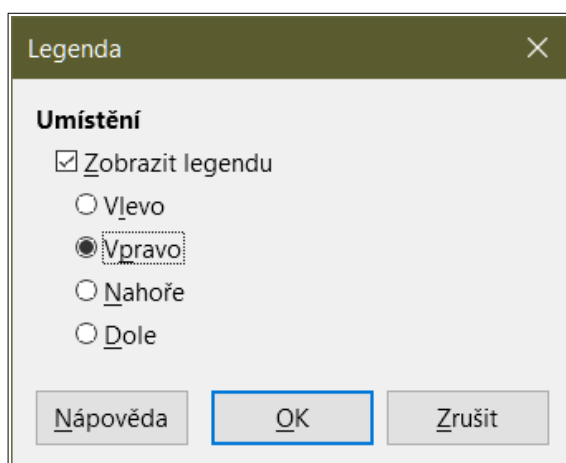 Legenda
Umístění
Zobrazit legendu
Vlevo
Vpravo
Nahoře
Dole
Nápověda OK Zrušit